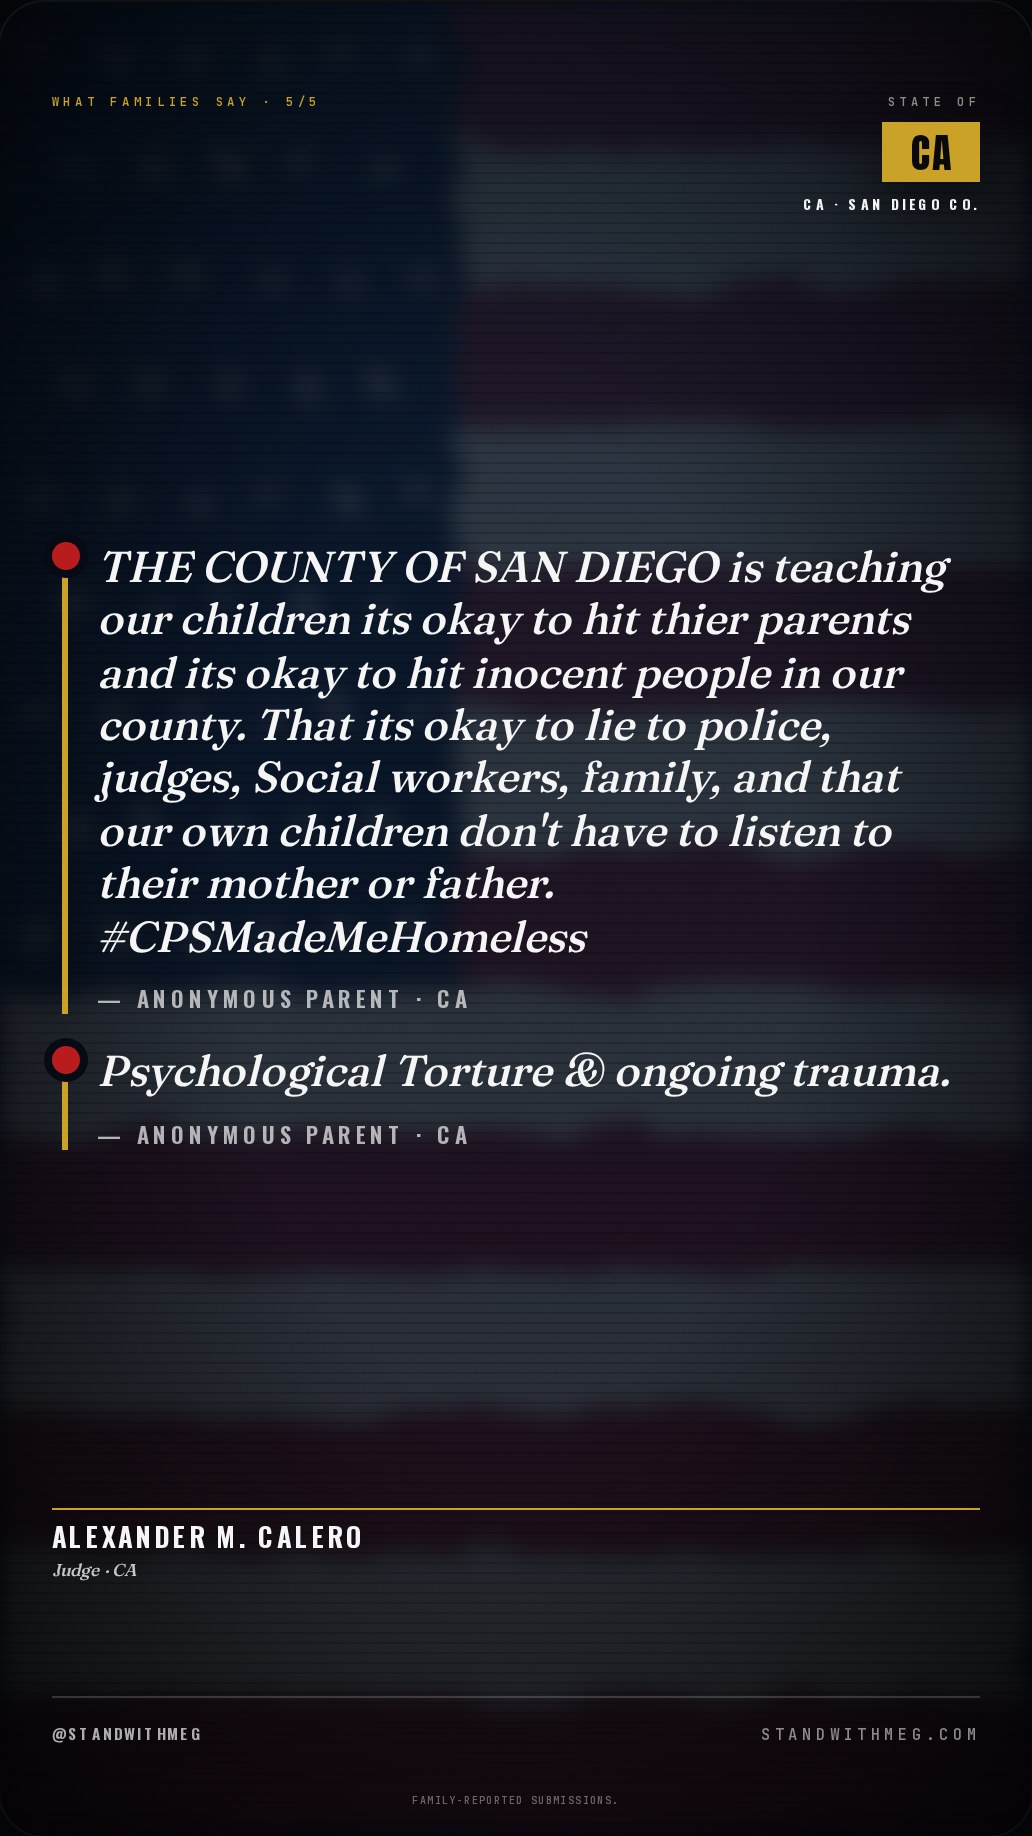 WHAT FAMILIES SAY · 5/5
STATE OF
CA
CA · SAN DIEGO CO.
THE COUNTY OF SAN DIEGO is teaching
our children its okay to hit thier parents
and its okay to hit inocent people in our
county. That its okay to lie to police,
judges, Social workers, family, and that
our own children don't have to listen to
their mother or father.
#CPSMadeMeHomeless
— ANONYMOUS PARENT · CA
Psychological Torture & ongoing trauma.
— ANONYMOUS PARENT · CA
ALEXANDER M. CALERO
Judge · CA
@STANDWITHMEG
STANDWITHMEG.COM
FAMILY-REPORTED SUBMISSIONS.